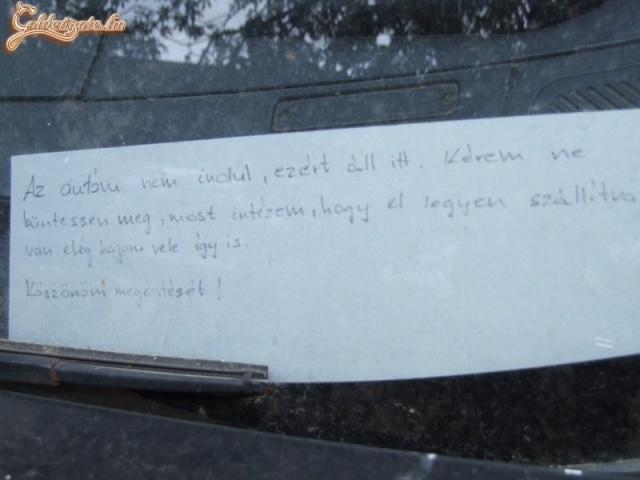 Goldengate.hu
Az autóm nem indul, ezért áll itt. Kérem ne
büntessen meg, most intézem, hogy el legyen szállítva
van elég bajom vele így is.
Köszönöm megértését!